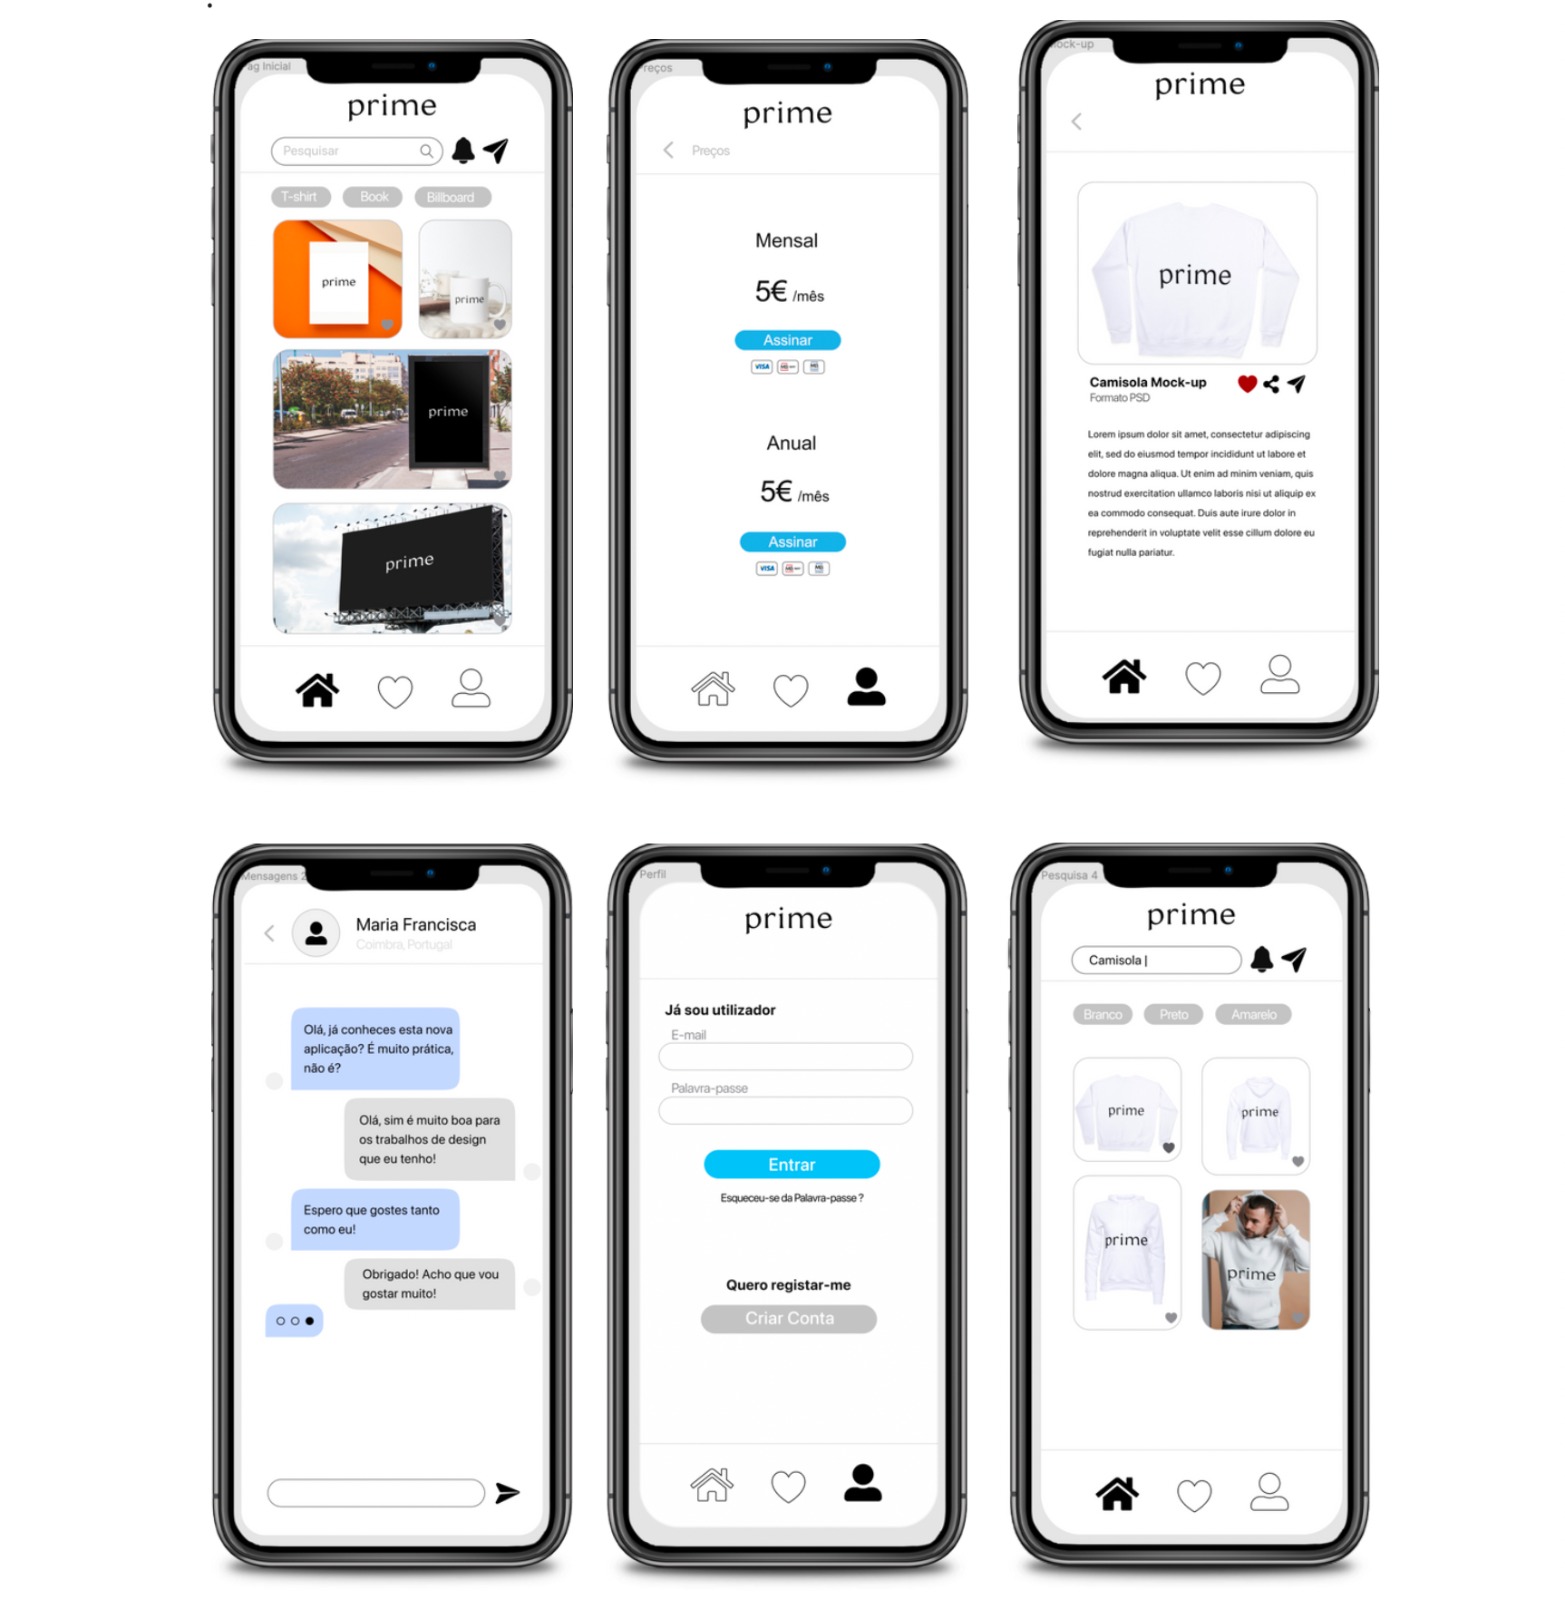 ag Inicial
prime
Pesquisar
T-shirt
Book
Billboard
prime
prime
prime
prime
reços
prime
Preços
Mensal
5€ /mês
Assinar
VISA
Anual
5€ /mês
Assinar
VISA
ock-up
prime
prime
Camisola Mock-up
Formato PSD
Lorem ipsum dolor sit amet, consectetur adipiscing
elit, sed do eiusmod tempor incididunt ut labore et
dolore magna aliqua. Ut enim ad minim veniam, quis
nostrud exercitation ullamco laboris nisi ut aliquip ex
ea commodo consequat. Duis aute irure dolor in
reprehenderit in voluptate velit esse cillum dolore eu
fugiat nulla pariatur.
Mensagens 2
Maria Francisca
Coimbra, Portugal
Olá, já conheces esta nova
aplicação? É muito prática,
não é?
Olá, sim é muito boa para
os trabalhos de design
que eu tenho!
Espero que gostes tanto
como eu!
Obrigado! Acho que vou
gostar muito!
Perfil
prime
Já sou utilizador
E-mail
Palavra-passe
Entrar
Esqueceu-se da Palavra-passe ?
Quero registar-me
Criar Conta
Pesquisa 4
prime
Camisola |
Branco
Preto
Amarelo
prime
prime
prime
prime